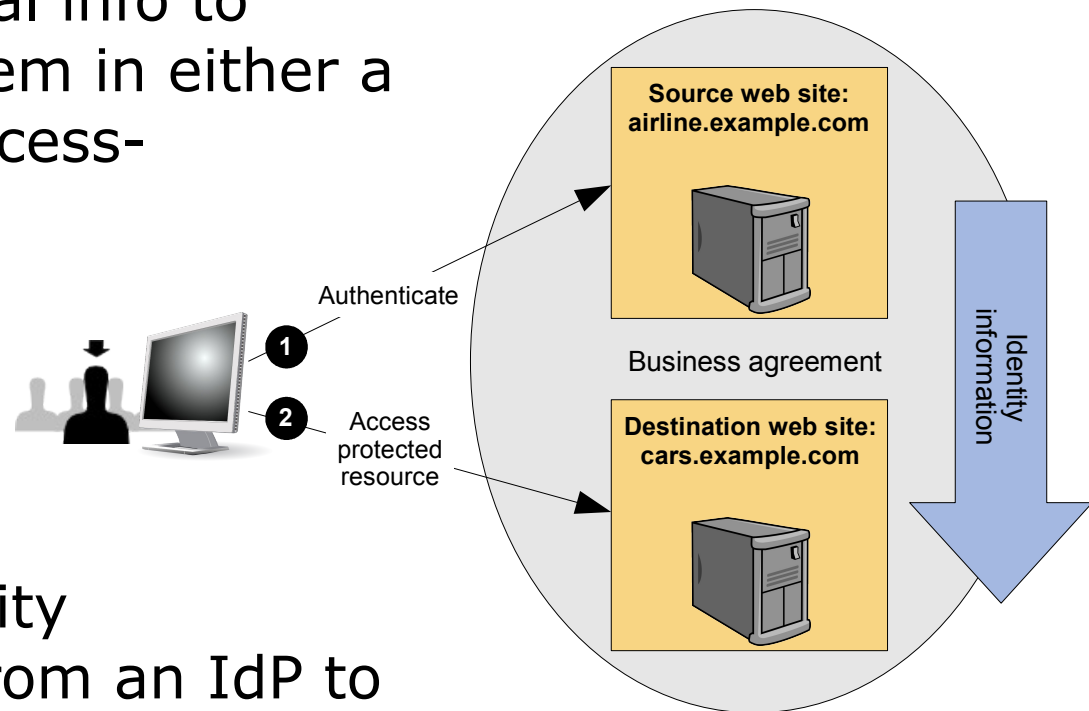 al info to
em in either a
cess-
Source web site:
airline.example.com
Authenticate
1
Business agreement
Identity
information
2
Access
protected
resource
Destination web site:
cars.example.com
ity
rom an IdP to